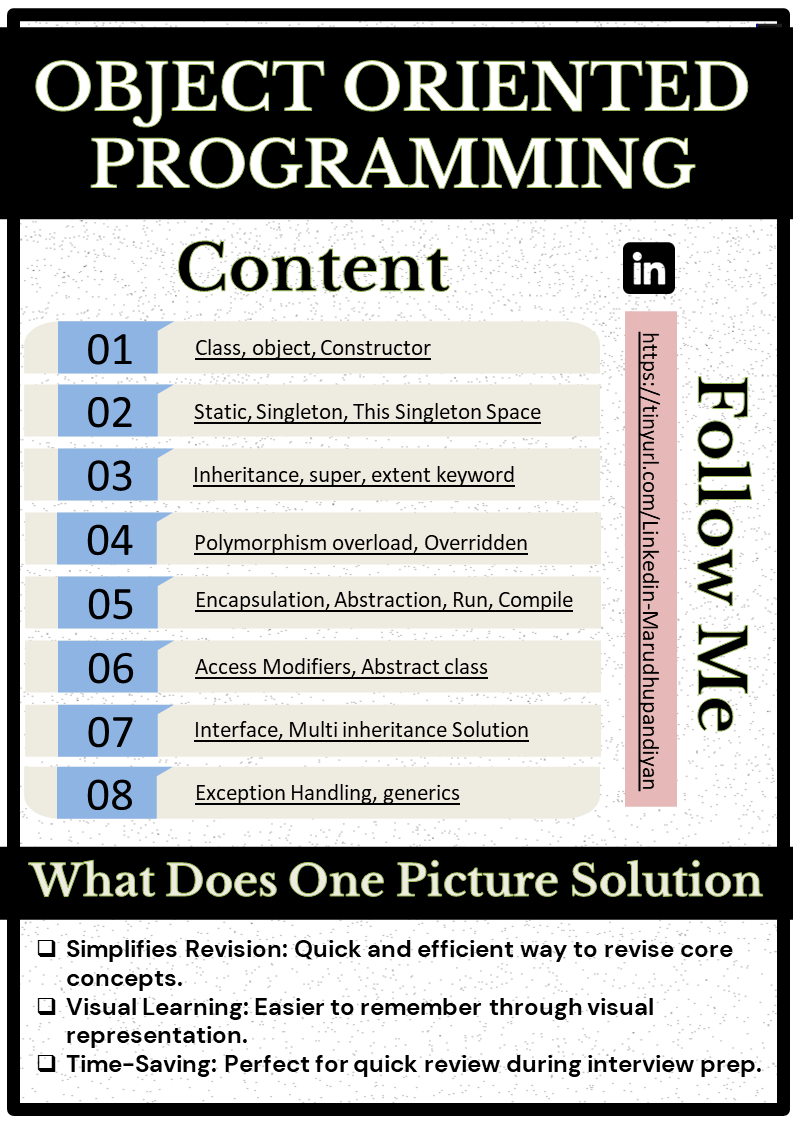 OBJECT ORIENTED
PROGRAMMING
Content
in
01 Class, object, Constructor
02 Static, Singleton, This Singleton Space
03 Inheritance, super, extent keyword
04 Polymorphism overload, Overridden
05 Encapsulation, Abstraction, Run, Compile
06 Access Modifiers, Abstract class
07 Interface, Multi inheritance Solution
08 Exception Handling, generics
https://tinyurl.com/Linkedin-Marudhupandiyan
Follow Me
What Does One Picture Solution
❑ Simplifies Revision: Quick and efficient way to revise core
concepts.
❑ Visual Learning: Easier to remember through visual
representation.
❑ Time-Saving: Perfect for quick review during interview prep.